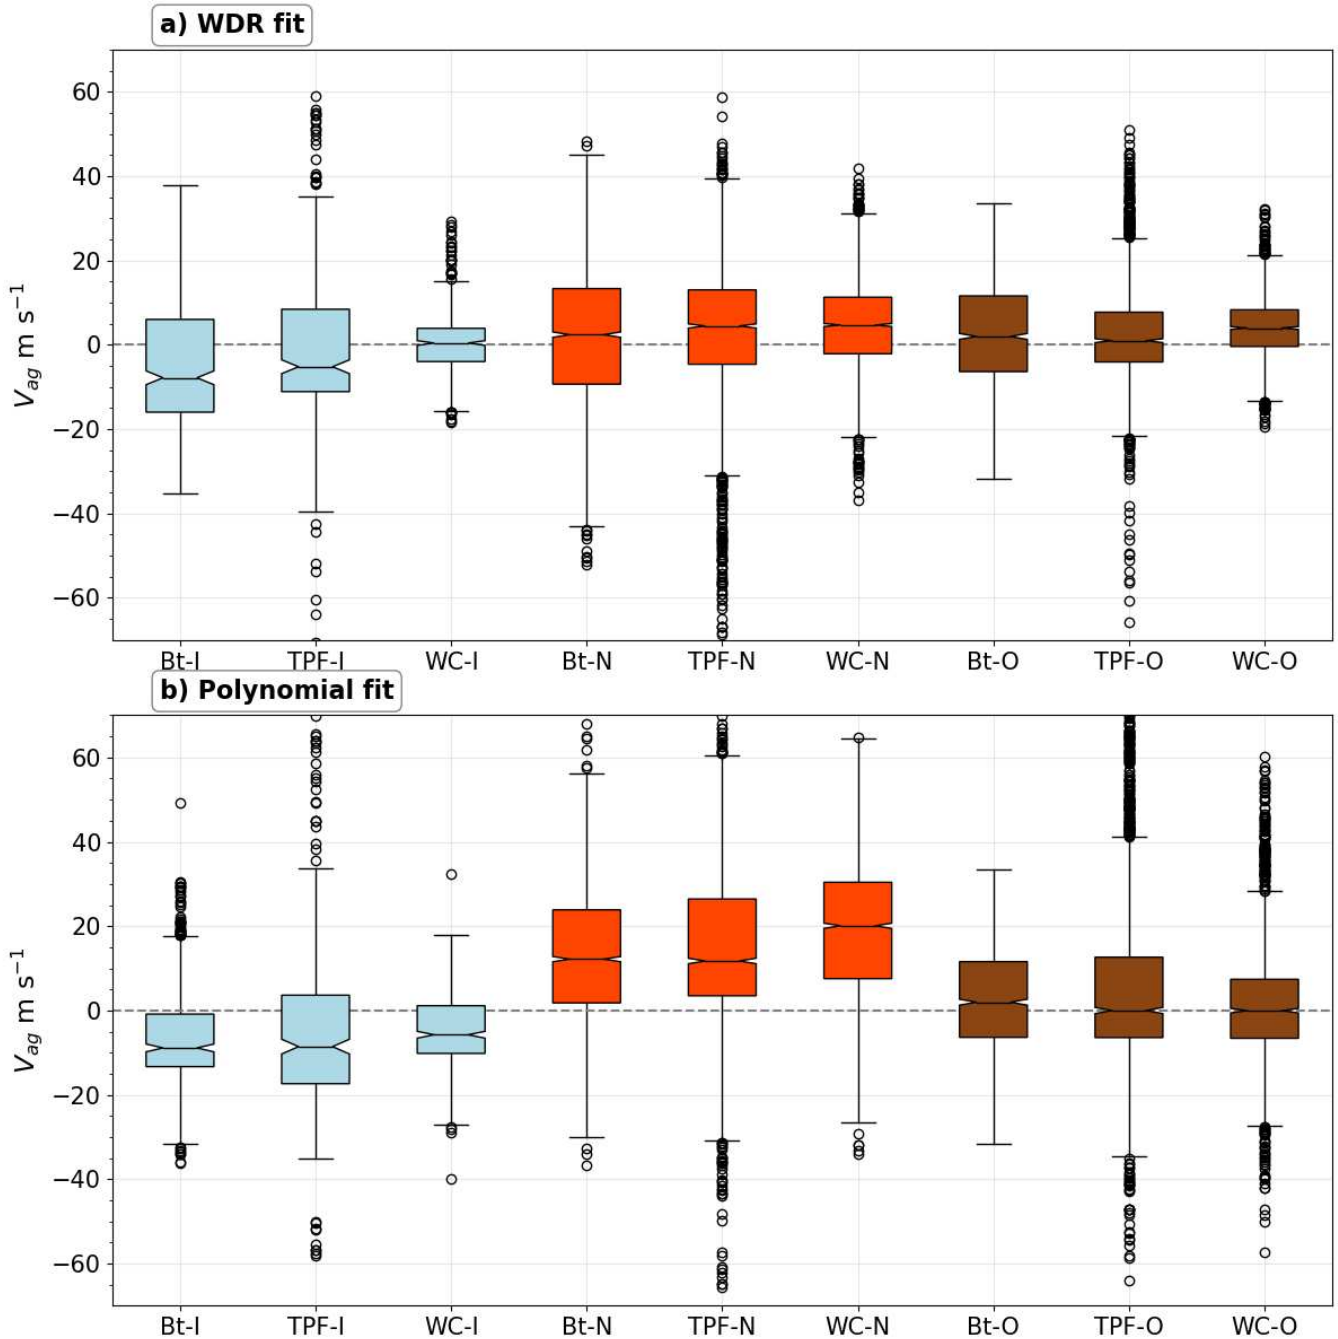 a) WDR fit
60
40
20
0
−20
−40
−60
V_ag m s⁻¹
Bt-I TPF-I WC-I Bt-N TPF-N WC-N Bt-O TPF-O WC-O
b) Polynomial fit
60
40
20
0
−20
−40
−60
V_ag m s⁻¹
Bt-I TPF-I WC-I Bt-N TPF-N WC-N Bt-O TPF-O WC-O